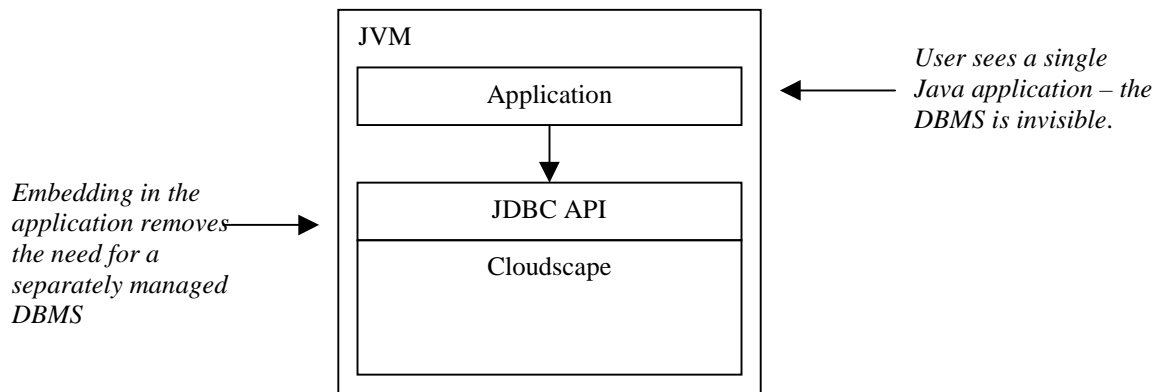 JVM
Application
User sees a single
Java application – the
DBMS is invisible.
Embedding in the
application removes
the need for a
separately managed
DBMS
JDBC API
Cloudscape